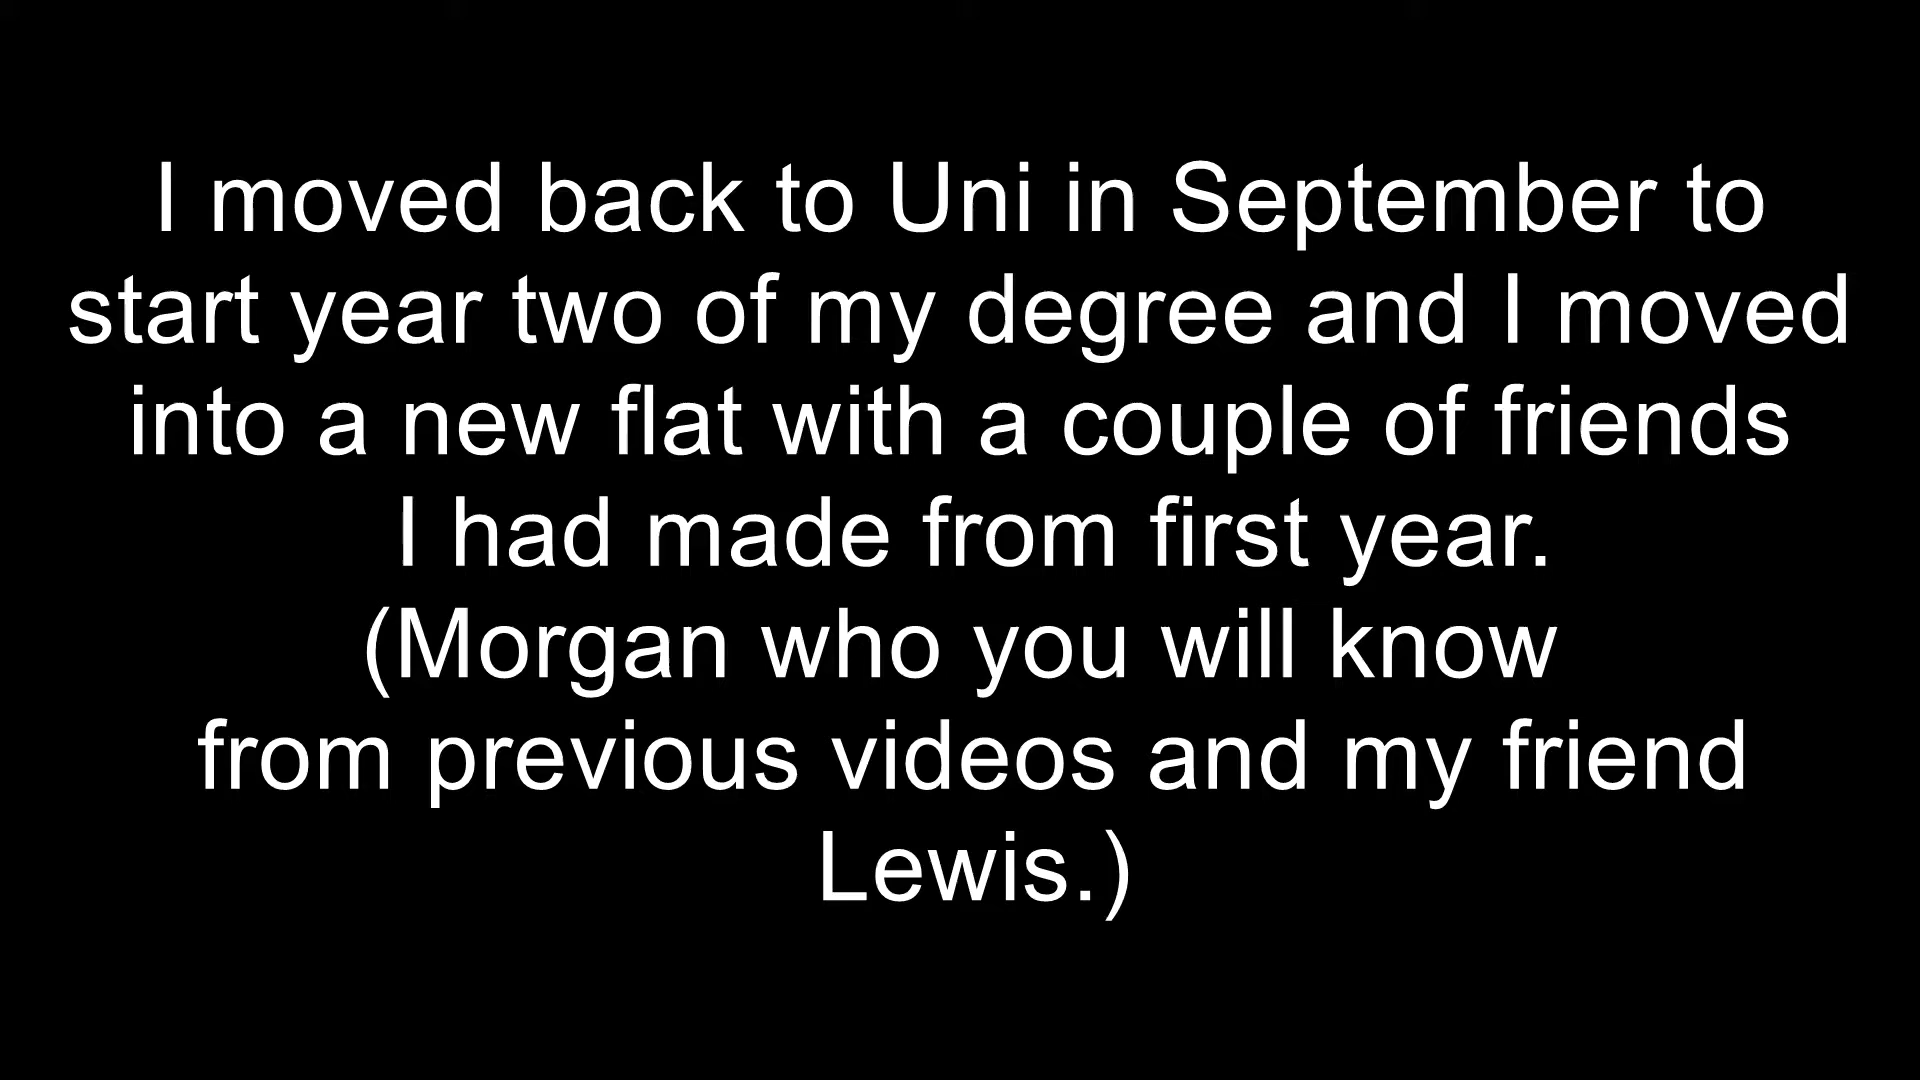 I moved back to Uni in September to
start year two of my degree and I moved
into a new flat with a couple of friends
I had made from first year.
(Morgan who you will know
from previous videos and my friend
Lewis.)